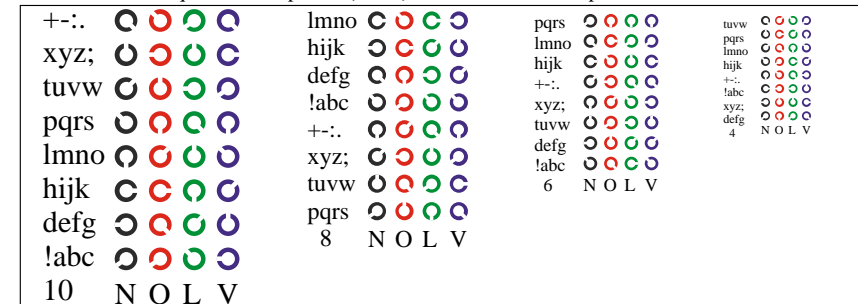 +-:.
xyz;
tuvw
pqrs
lmno
hijk
defg
!abc
10 N O L V
lmno
hijk
defg
!abc
+-:.
xyz;
tuvw
pqrs
8 N O L V
pqrs
lmno
hijk
+-:.
xyz;
tuvw
defg
!abc
6 N O L V
tuvw
pqrs
lmno
hijk
+-:.
!abc
xyz;
defg
4 N O L V